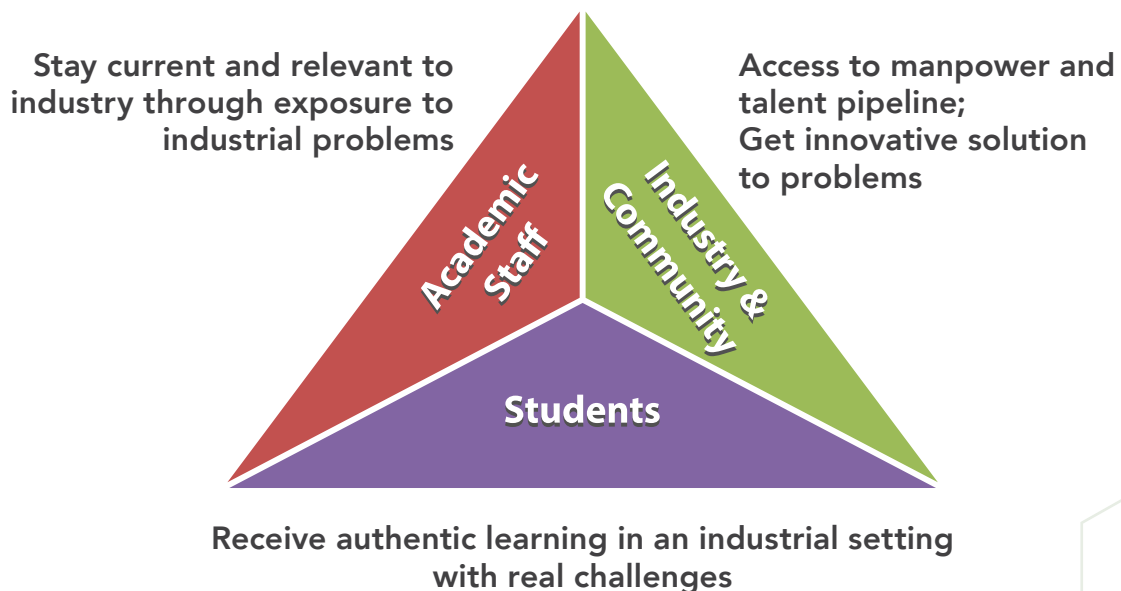 Stay current and relevant to
industry through exposure to
industrial problems
Access to manpower and
talent pipeline;
Get innovative solution
to problems
Academic
Staff
Industry &
Community
Students
Receive authentic learning in an industrial setting
with real challenges